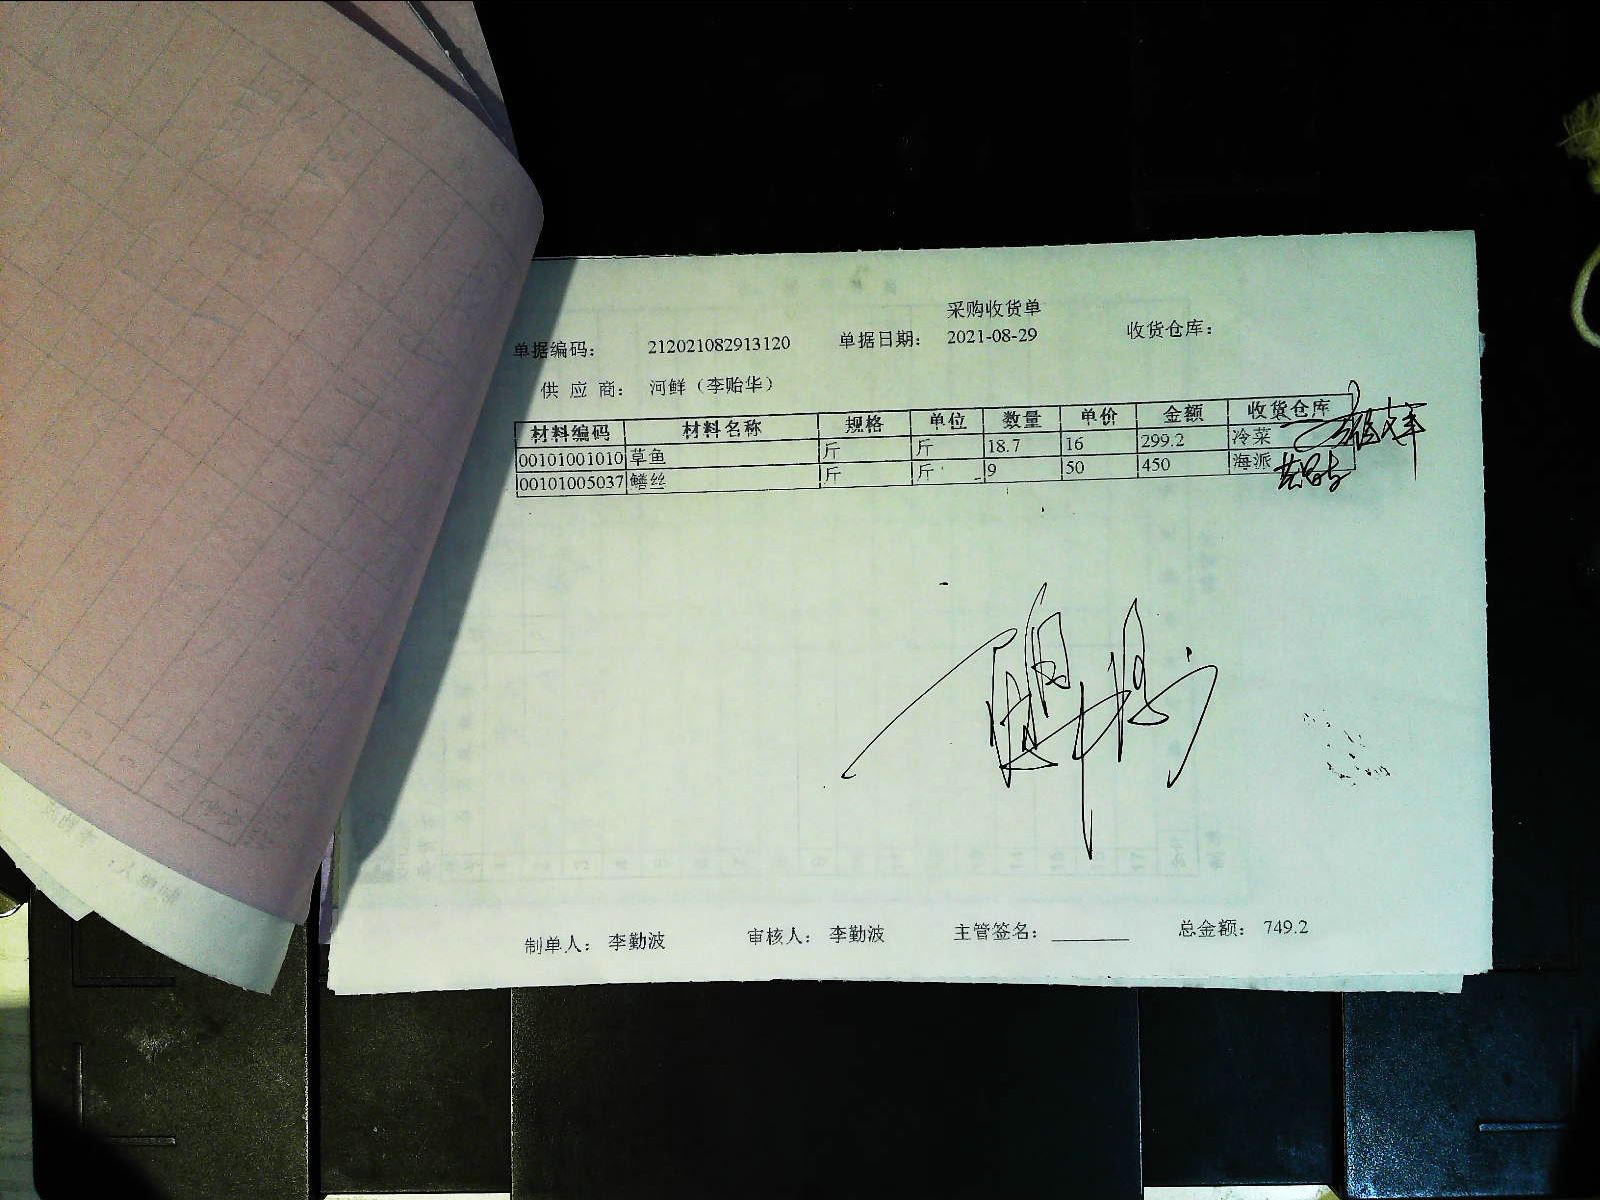 采购收货单
单据编码： 212021082913120 单据日期： 2021-08-29 收货仓库：
供 应 商： 河鲜（李贻华）
材料编码 材料名称 规格 单位 数量 单价 金额 收货仓库
00101001010 草鱼 斤 斤 18.7 16 299.2 冷菜
00101005037 鳝丝 斤 斤 9 50 450 海派
制单人： 李勤波 审核人： 李勤波 主管签名： 总金额： 749.2